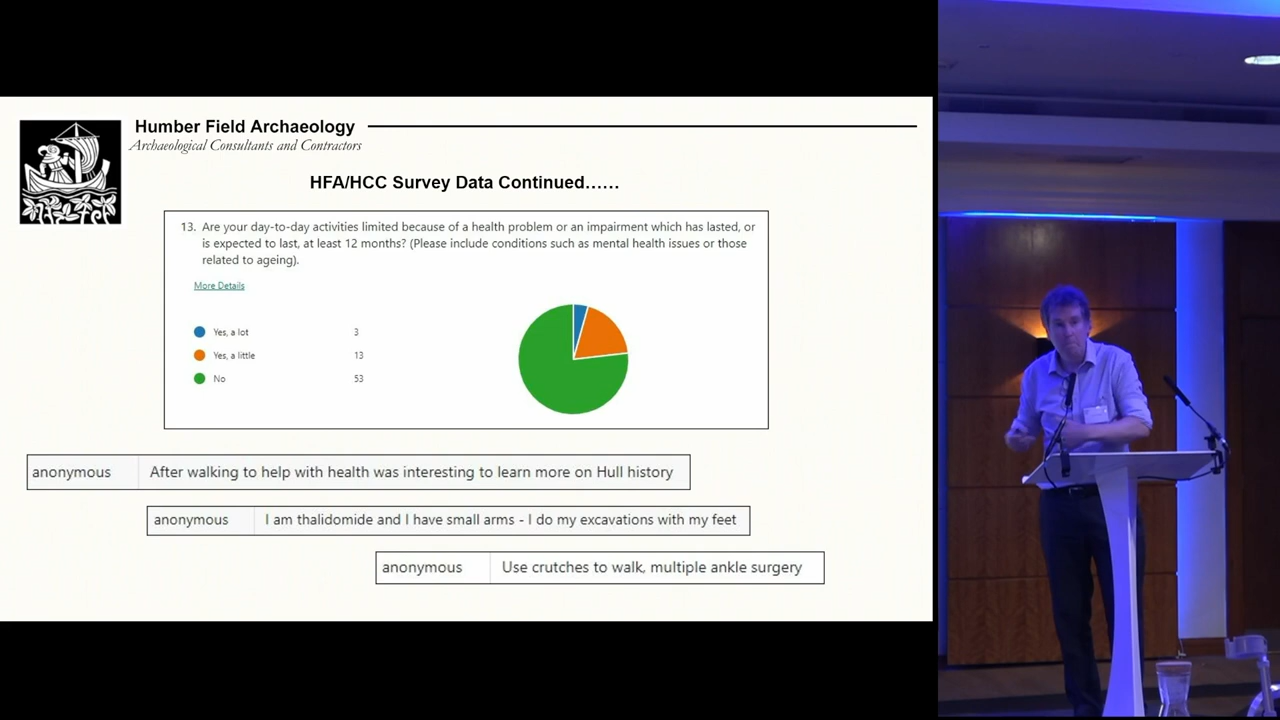 Humber Field Archaeology
Archaeological Consultants and Contractors
HFA/HCC Survey Data Continued……
13. Are your day-to-day activities limited because of a health problem or an impairment which has lasted, or
is expected to last, at least 12 months? (Please include conditions such as mental health issues or those
related to ageing).
More Details
Yes, a lot 3
Yes, a little 13
No 53
anonymous After walking to help with health was interesting to learn more on Hull history
anonymous I am thalidomide and I have small arms - I do my excavations with my feet
anonymous Use crutches to walk, multiple ankle surgery